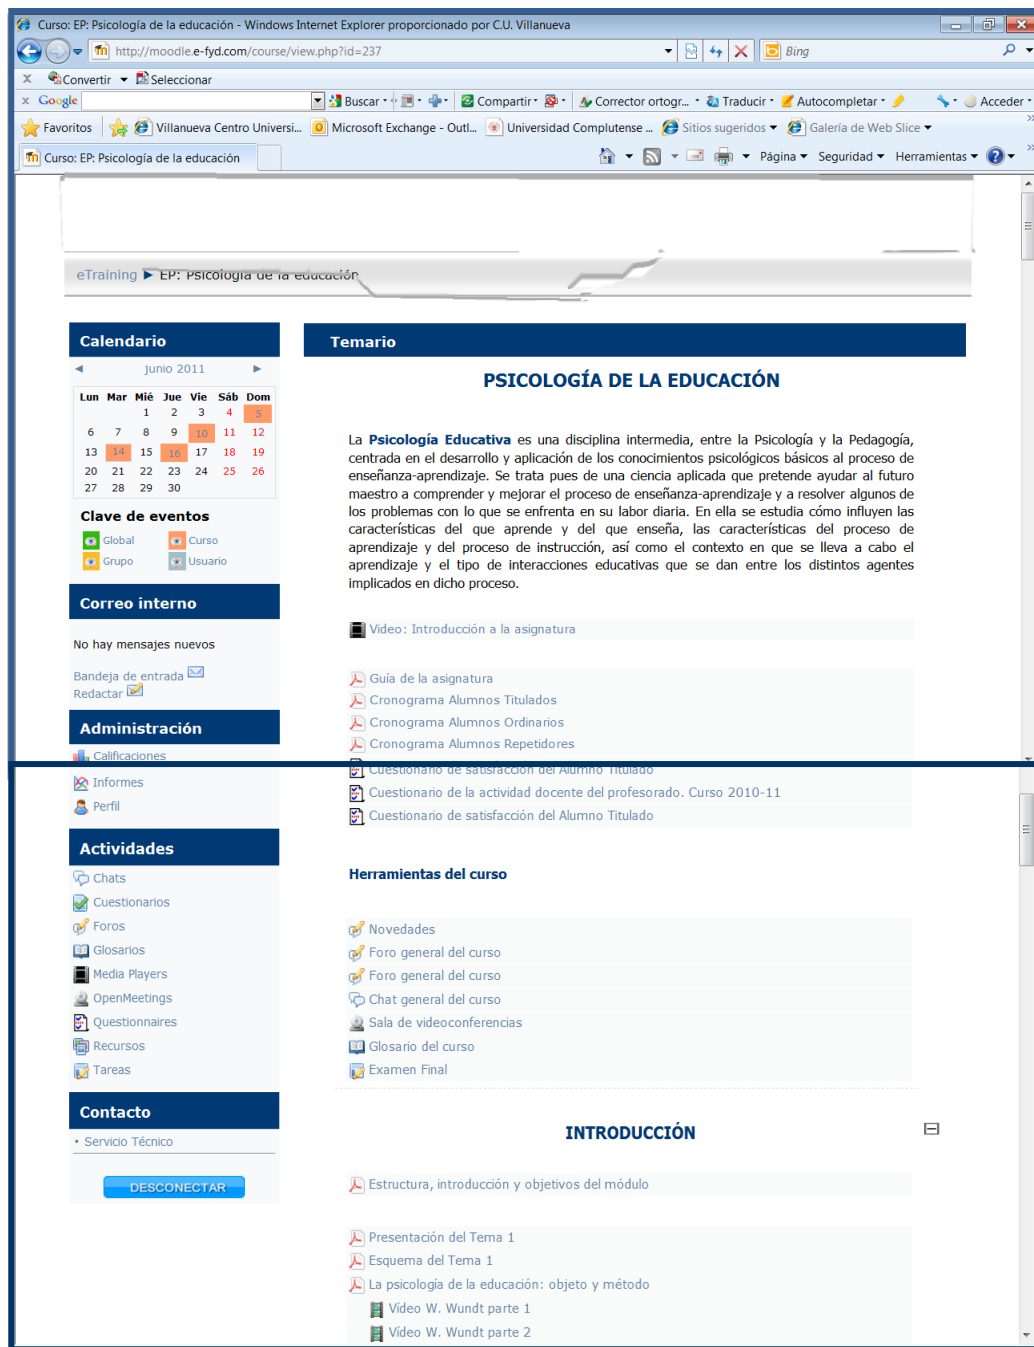 Curso: EP: Psicología de la educación - Windows Internet Explorer proporcionado por C.U. Villanueva
http://moodle.e-fyd.com/course/view.php?id=237
Bing
x Convertir Seleccionar
x Google Buscar Compartir Corrector ortogr... Traducir Autocompletar Acceder
Favoritos Villanueva Centro Universi... Microsoft Exchange - Outl... Universidad Complutense ... Sitios sugeridos Galería de Web Slice
Curso: EP: Psicología de la educación
Página Seguridad Herramientas
eTraining ► EP: Psicología de la educación
Calendario
junio 2011
Lun Mar Mié Jue Vie Sáb Dom
1 2 3 4 5
6 7 8 9 10 11 12
13 14 15 16 17 18 19
20 21 22 23 24 25 26
27 28 29 30
Clave de eventos
Global Curso
Grupo Usuario
Correo interno
No hay mensajes nuevos
Bandeja de entrada
Redactar
Administración
Calificaciones
Informes
Perfil
Actividades
Chats
Cuestionarios
Foros
Glosarios
Media Players
OpenMeetings
Questionnaires
Recursos
Tareas
Contacto
• Servicio Técnico
DESCONECTAR
Temario
PSICOLOGÍA DE LA EDUCACIÓN
La Psicología Educativa es una disciplina intermedia, entre la Psicología y la Pedagogía,
centrada en el desarrollo y aplicación de los conocimientos psicológicos básicos al proceso de
enseñanza-aprendizaje. Se trata pues de una ciencia aplicada que pretende ayudar al futuro
maestro a comprender y mejorar el proceso de enseñanza-aprendizaje y a resolver algunos de
los problemas con lo que se enfrenta en su labor diaria. En ella se estudia cómo influyen las
características del que aprende y del que enseña, las características del proceso de
aprendizaje y del proceso de instrucción, así como el contexto en que se lleva a cabo el
aprendizaje y el tipo de interacciones educativas que se dan entre los distintos agentes
implicados en dicho proceso.
Video: Introducción a la asignatura
Guía de la asignatura
Cronograma Alumnos Titulados
Cronograma Alumnos Ordinarios
Cronograma Alumnos Repetidores
Cuestionario de satisfacción del Alumno Titulado
Cuestionario de la actividad docente del profesorado. Curso 2010-11
Cuestionario de satisfacción del Alumno Titulado
Herramientas del curso
Novedades
Foro general del curso
Foro general del curso
Chat general del curso
Sala de videoconferencias
Glosario del curso
Examen Final
INTRODUCCIÓN
Estructura, introducción y objetivos del módulo
Presentación del Tema 1
Esquema del Tema 1
La psicología de la educación: objeto y método
Vídeo W. Wundt parte 1
Vídeo W. Wundt parte 2